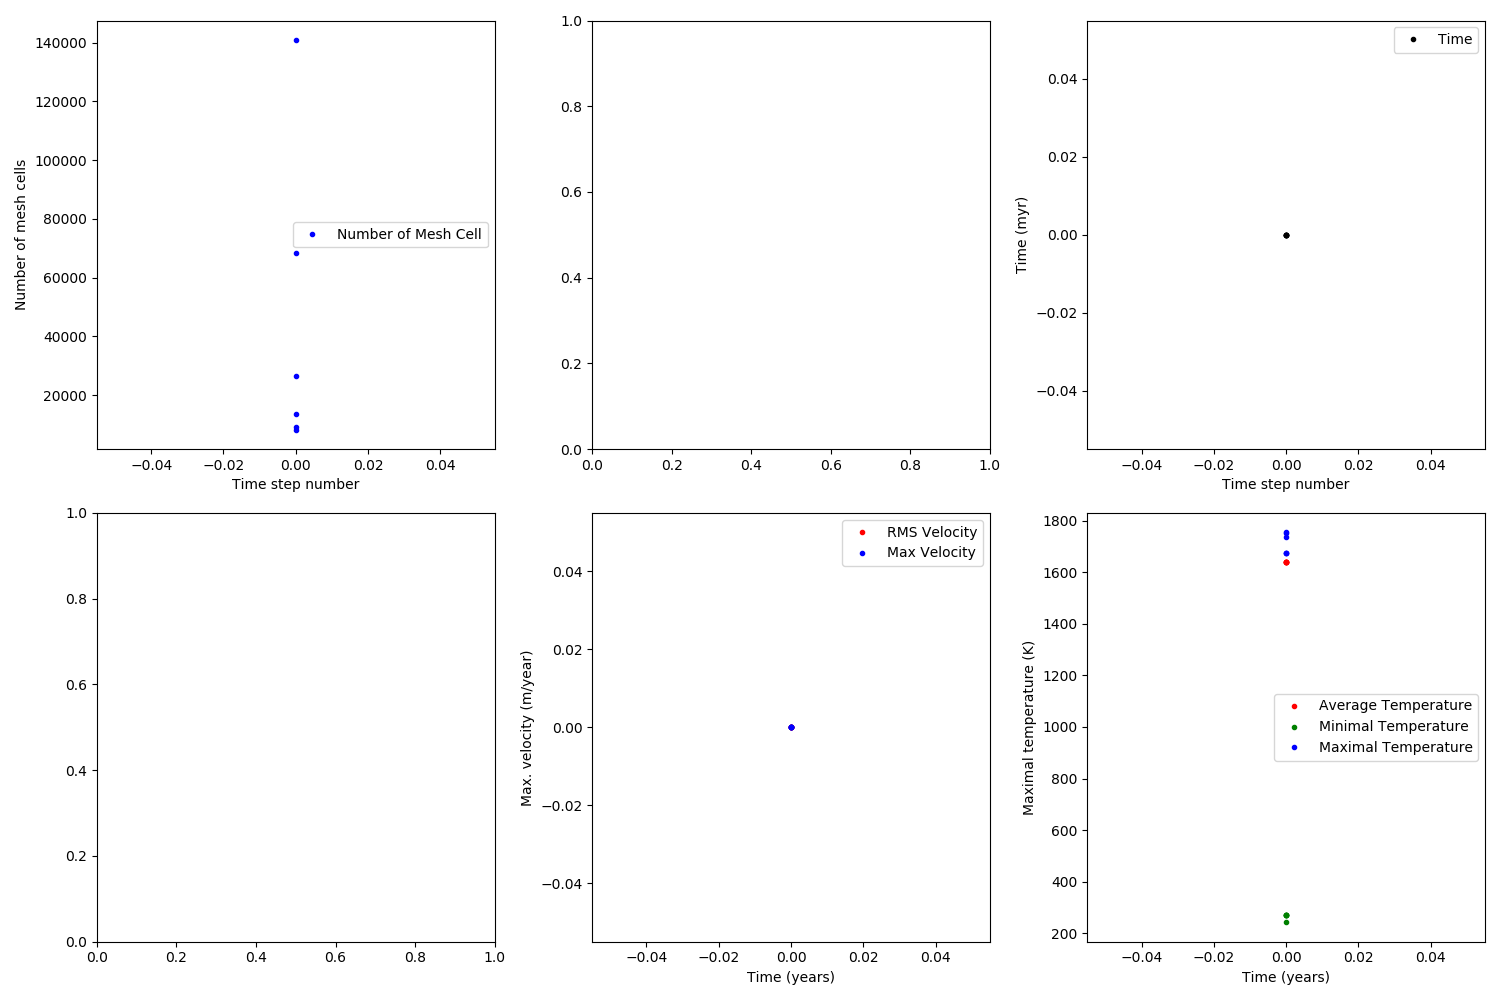 Number of mesh cells
140000
120000
100000
80000
60000
40000
20000
Number of Mesh Cell
−0.04 −0.02 0.00 0.02 0.04
Time step number
1.0
0.8
0.6
0.4
0.2
0.0
0.0 0.2 0.4 0.6 0.8 1.0
Time (myr)
0.04
0.02
0.00
−0.02
−0.04
Time
−0.04 −0.02 0.00 0.02 0.04
Time step number
1.0
0.8
0.6
0.4
0.2
0.0
0.0 0.2 0.4 0.6 0.8 1.0
Max. velocity (m/year)
0.04
0.02
0.00
−0.02
−0.04
RMS Velocity
Max Velocity
−0.04 −0.02 0.00 0.02 0.04
Time (years)
Maximal temperature (K)
1800
1600
1400
1200
1000
800
600
400
200
Average Temperature
Minimal Temperature
Maximal Temperature
−0.04 −0.02 0.00 0.02 0.04
Time (years)